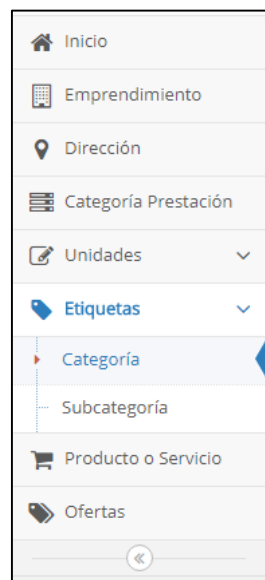 Inicio
Emprendimiento
Dirección
Categoría Prestación
Unidades
Etiquetas
Categoría
Subcategoría
Producto o Servicio
Ofertas